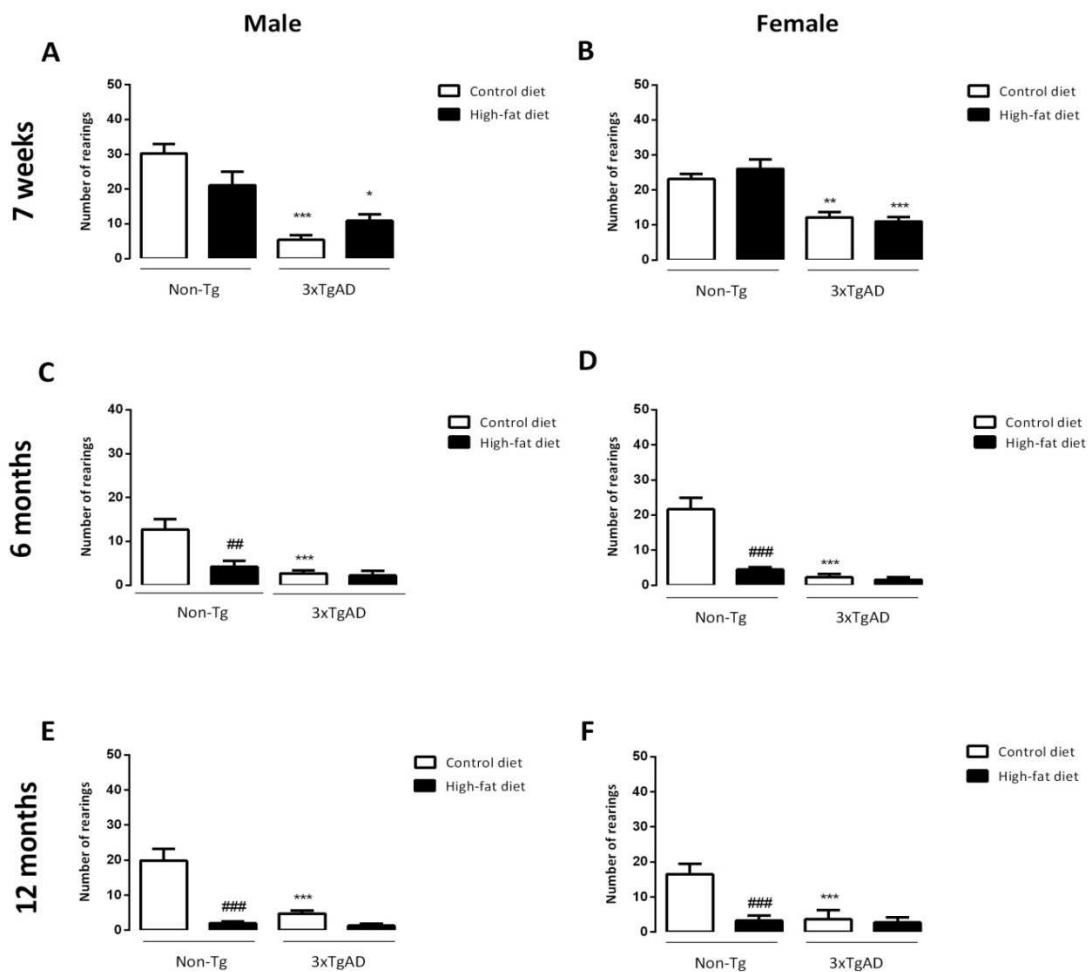 Male
Female
7 weeks
A
Number of rearings
50
40
30
20
10
0
***
*
Non-Tg
3xTgAD
Control diet
High-fat diet
B
Number of rearings
50
40
30
20
10
0
**
***
Non-Tg
3xTgAD
Control diet
High-fat diet
6 months
C
Number of rearings
40
30
20
10
0
##
***
Non-Tg
3xTgAD
Control diet
High-fat diet
D
Number of rearings
50
40
30
20
10
0
###
***
Non-Tg
3xTgAD
Control diet
High-fat diet
12 months
E
Number of rearings
50
40
30
20
10
0
###
***
Non-Tg
3xTgAD
Control diet
High-fat diet
F
Number of rearings
50
40
30
20
10
0
###
***
Non-Tg
3xTgAD
Control diet
High-fat diet